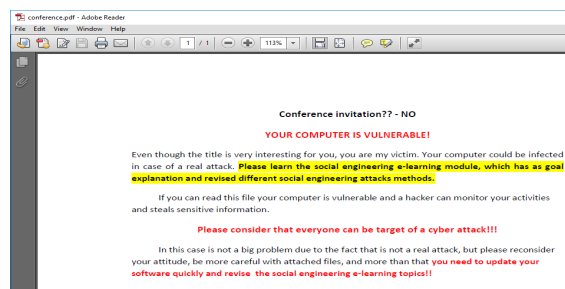 conference.pdf - Adobe Reader
File Edit View Window Help
1 / 1 113%
Conference invitation?? - NO
YOUR COMPUTER IS VULNERABLE!
Even though the title is very interesting for you, you are my victim. Your computer could be infected
in case of a real attack. Please learn the social engineering e-learning module, which has as goal
explanation and revised different social engineering attacks methods.
If you can read this file your computer is vulnerable and a hacker can monitor your activities
and steals sensitive information.
Please consider that everyone can be target of a cyber attack!!!
In this case is not a big problem due to the fact that is not a real attack, but please reconsider
your attitude, be more careful with attached files, and more than that you need to update your
software quickly and revise the social engineering e-learning topics!!